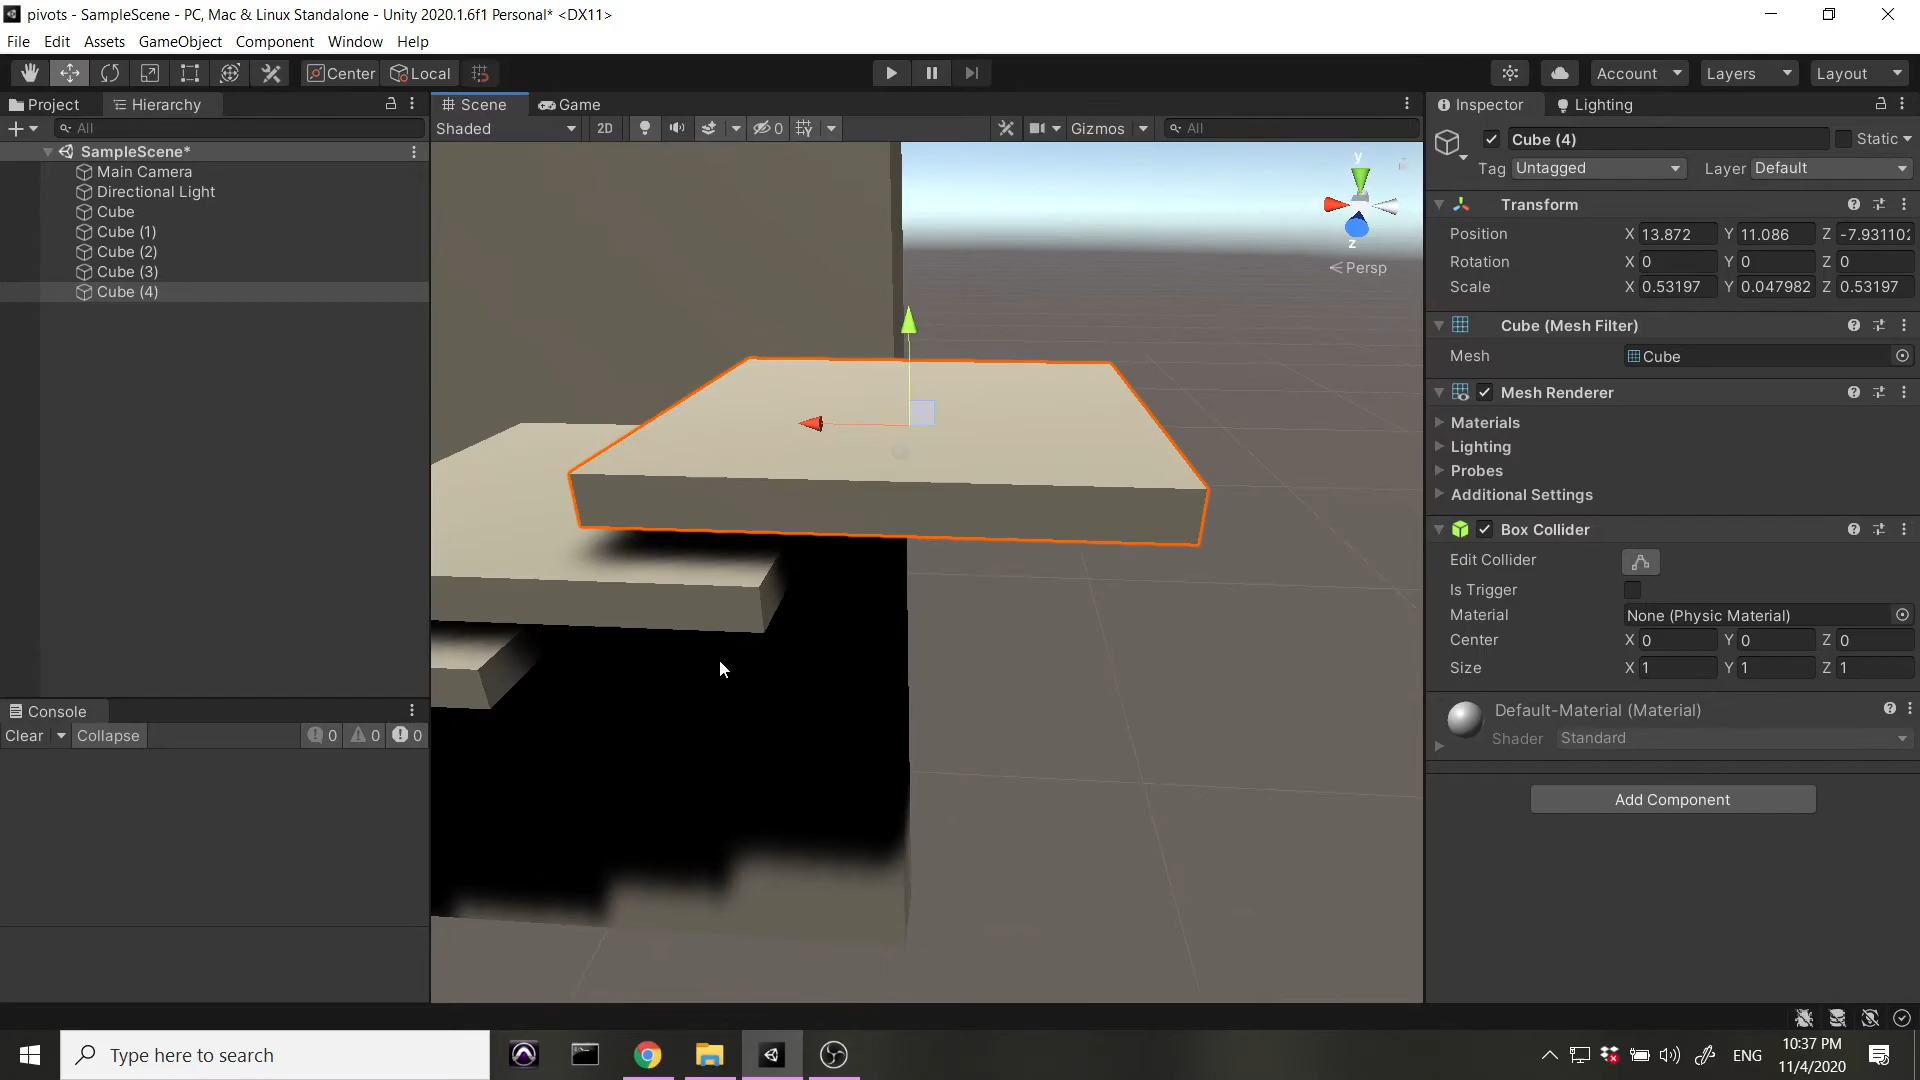 pivots - SampleScene - PC, Mac & Linux Standalone - Unity 2020.1.6f1 Personal* <DX11>
File Edit Assets GameObject Component Window Help
Center Local Account Layers Layout
Project Hierarchy
All
SampleScene*
Main Camera
Directional Light
Cube
Cube (1)
Cube (2)
Cube (3)
Cube (4)
Console
Clear Collapse 0 0 0
Scene Game
Shaded 2D 0 Gizmos All
y
z
Persp
Inspector Lighting
Cube (4) Static
Tag Untagged Layer Default
Transform
Position X 13.872 Y 11.086 Z -7.931102
Rotation X 0 Y 0 Z 0
Scale X 0.53197 Y 0.047982 Z 0.53197
Cube (Mesh Filter)
Mesh Cube
Mesh Renderer
Materials
Lighting
Probes
Additional Settings
Box Collider
Edit Collider
Is Trigger
Material None (Physic Material)
Center X 0 Y 0 Z 0
Size X 1 Y 1 Z 1
Default-Material (Material)
Shader Standard
Add Component
Type here to search
ENG
10:37 PM
11/4/2020